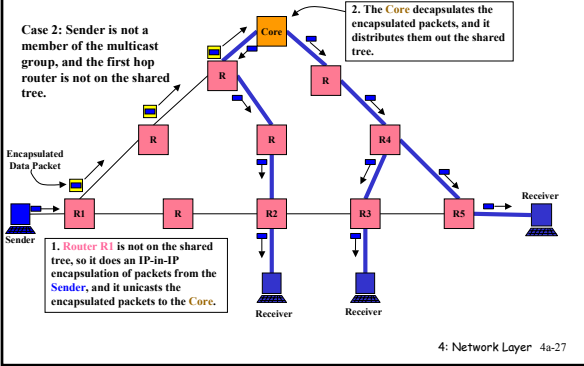 Case 2: Sender is not a
member of the multicast
group, and the first hop
router is not on the shared
tree.
Core
2. The Core decapsulates the
encapsulated packets, and it
distributes them out the shared
tree.
R
R
R
R
R4
Encapsulated
Data Packet
R1
R
R2
R3
R5
Receiver
Sender
1. Router R1 is not on the shared
tree, so it does an IP-in-IP
encapsulation of packets from the
Sender, and it unicasts the
encapsulated packets to the Core.
Receiver
Receiver
4: Network Layer 4a-27